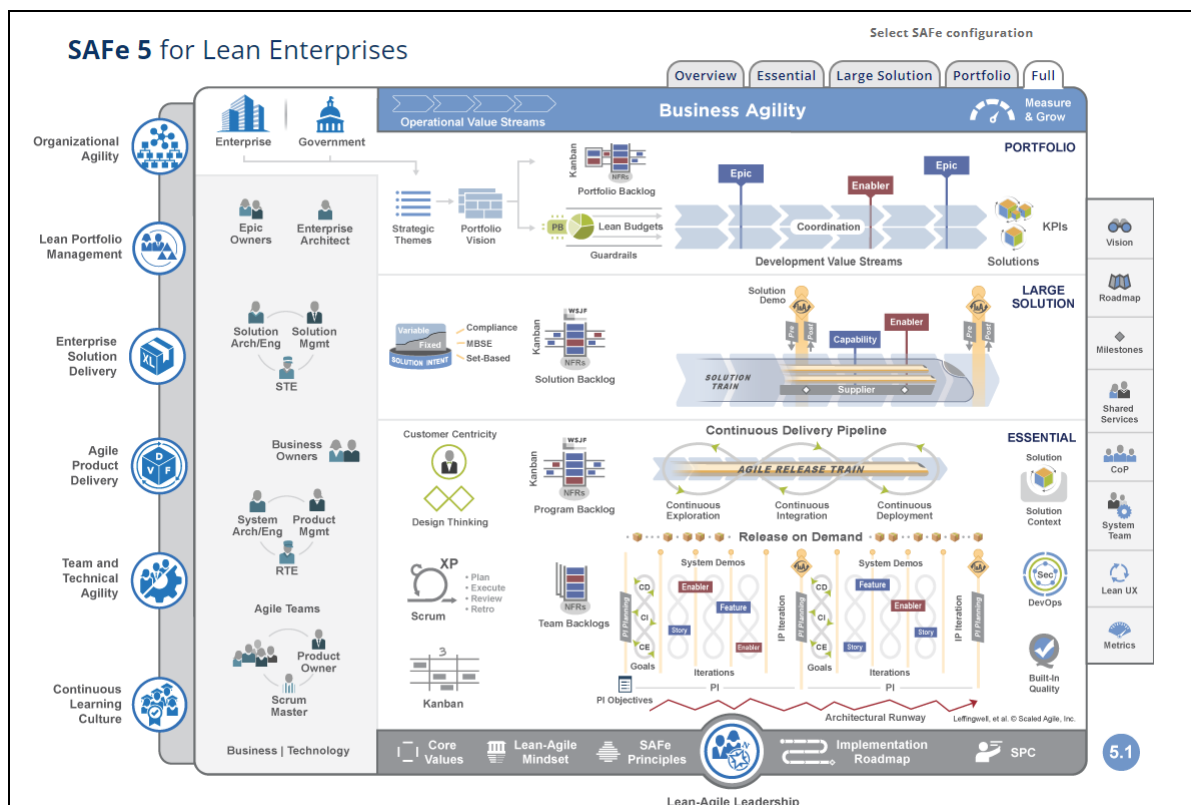 SAFe 5 for Lean Enterprises
Select SAFe configuration
Overview
Essential
Large Solution
Portfolio
Full
Organizational
Agility
Lean Portfolio
Management
Enterprise
Solution
Delivery
Agile
Product
Delivery
Team and
Technical
Agility
Continuous
Learning
Culture
Enterprise
Government
Operational Value Streams
Business Agility
Measure
& Grow
PORTFOLIO
Epic
Owners
Enterprise
Architect
Strategic
Themes
Portfolio
Vision
Kanban
NFRs
Portfolio Backlog
PB
Lean Budgets
Guardrails
Epic
Enabler
Epic
Coordination
Development Value Streams
KPIs
Solutions
LARGE
SOLUTION
Solution
Arch/Eng
Solution
Mgmt
STE
Variable
Fixed
SOLUTION INTENT
Compliance
MBSE
Set-Based
WSJF
Kanban
NFRs
Solution Backlog
Solution
Demo
I&A
Pre
Post
Capability
Enabler
I&A
Pre
Post
SOLUTION
TRAIN
Supplier
ESSENTIAL
Business
Owners
System
Arch/Eng
Product
Mgmt
RTE
Agile Teams
Product
Owner
Scrum
Master
Business | Technology
Customer Centricity
Design Thinking
WSJF
Kanban
NFRs
Program Backlog
Continuous Delivery Pipeline
AGILE RELEASE TRAIN
Continuous
Exploration
Continuous
Integration
Continuous
Deployment
Solution
Solution
Context
Release on Demand
XP
• Plan
• Execute
• Review
• Retro
Scrum
NFRs
Team Backlogs
3
Kanban
System Demos
PI Planning
CD
CI
CE
Goals
Enabler
Feature
Story
Enabler
Iterations
IP Iteration
I&A
PI Planning
System Demos
CD
CI
CE
Goals
Feature
Enabler
Story
Story
Iterations
IP Iteration
I&A
PI
PI
PI Objectives
Architectural Runway
Leffingwell, et al. © Scaled Agile, Inc.
Sec
DevOps
Built-In
Quality
Vision
Roadmap
Milestones
Shared
Services
CoP
System
Team
Lean UX
Metrics
XL
D
V
F
Core
Values
Lean-Agile
Mindset
SAFe
Principles
N
Implementation
Roadmap
SPC
5.1
Lean-Agile Leadership